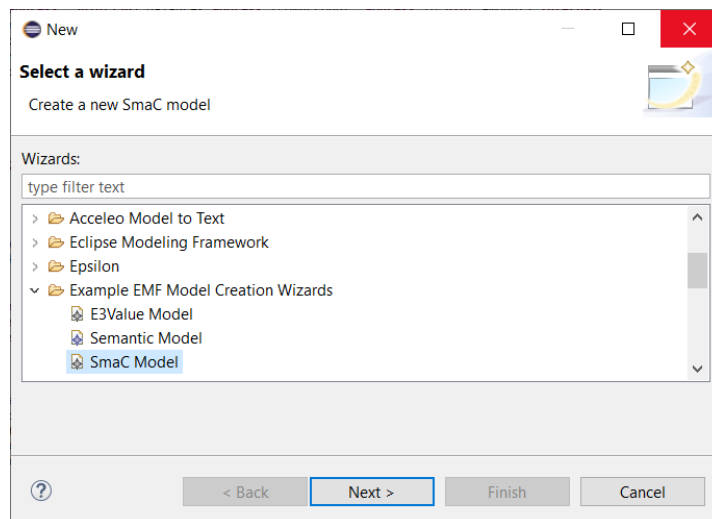 New
Select a wizard
Create a new SmaC model
Wizards:
type filter text
Acceleo Model to Text
Eclipse Modeling Framework
Epsilon
Example EMF Model Creation Wizards
E3Value Model
Semantic Model
SmaC Model
? < Back Next > Finish Cancel